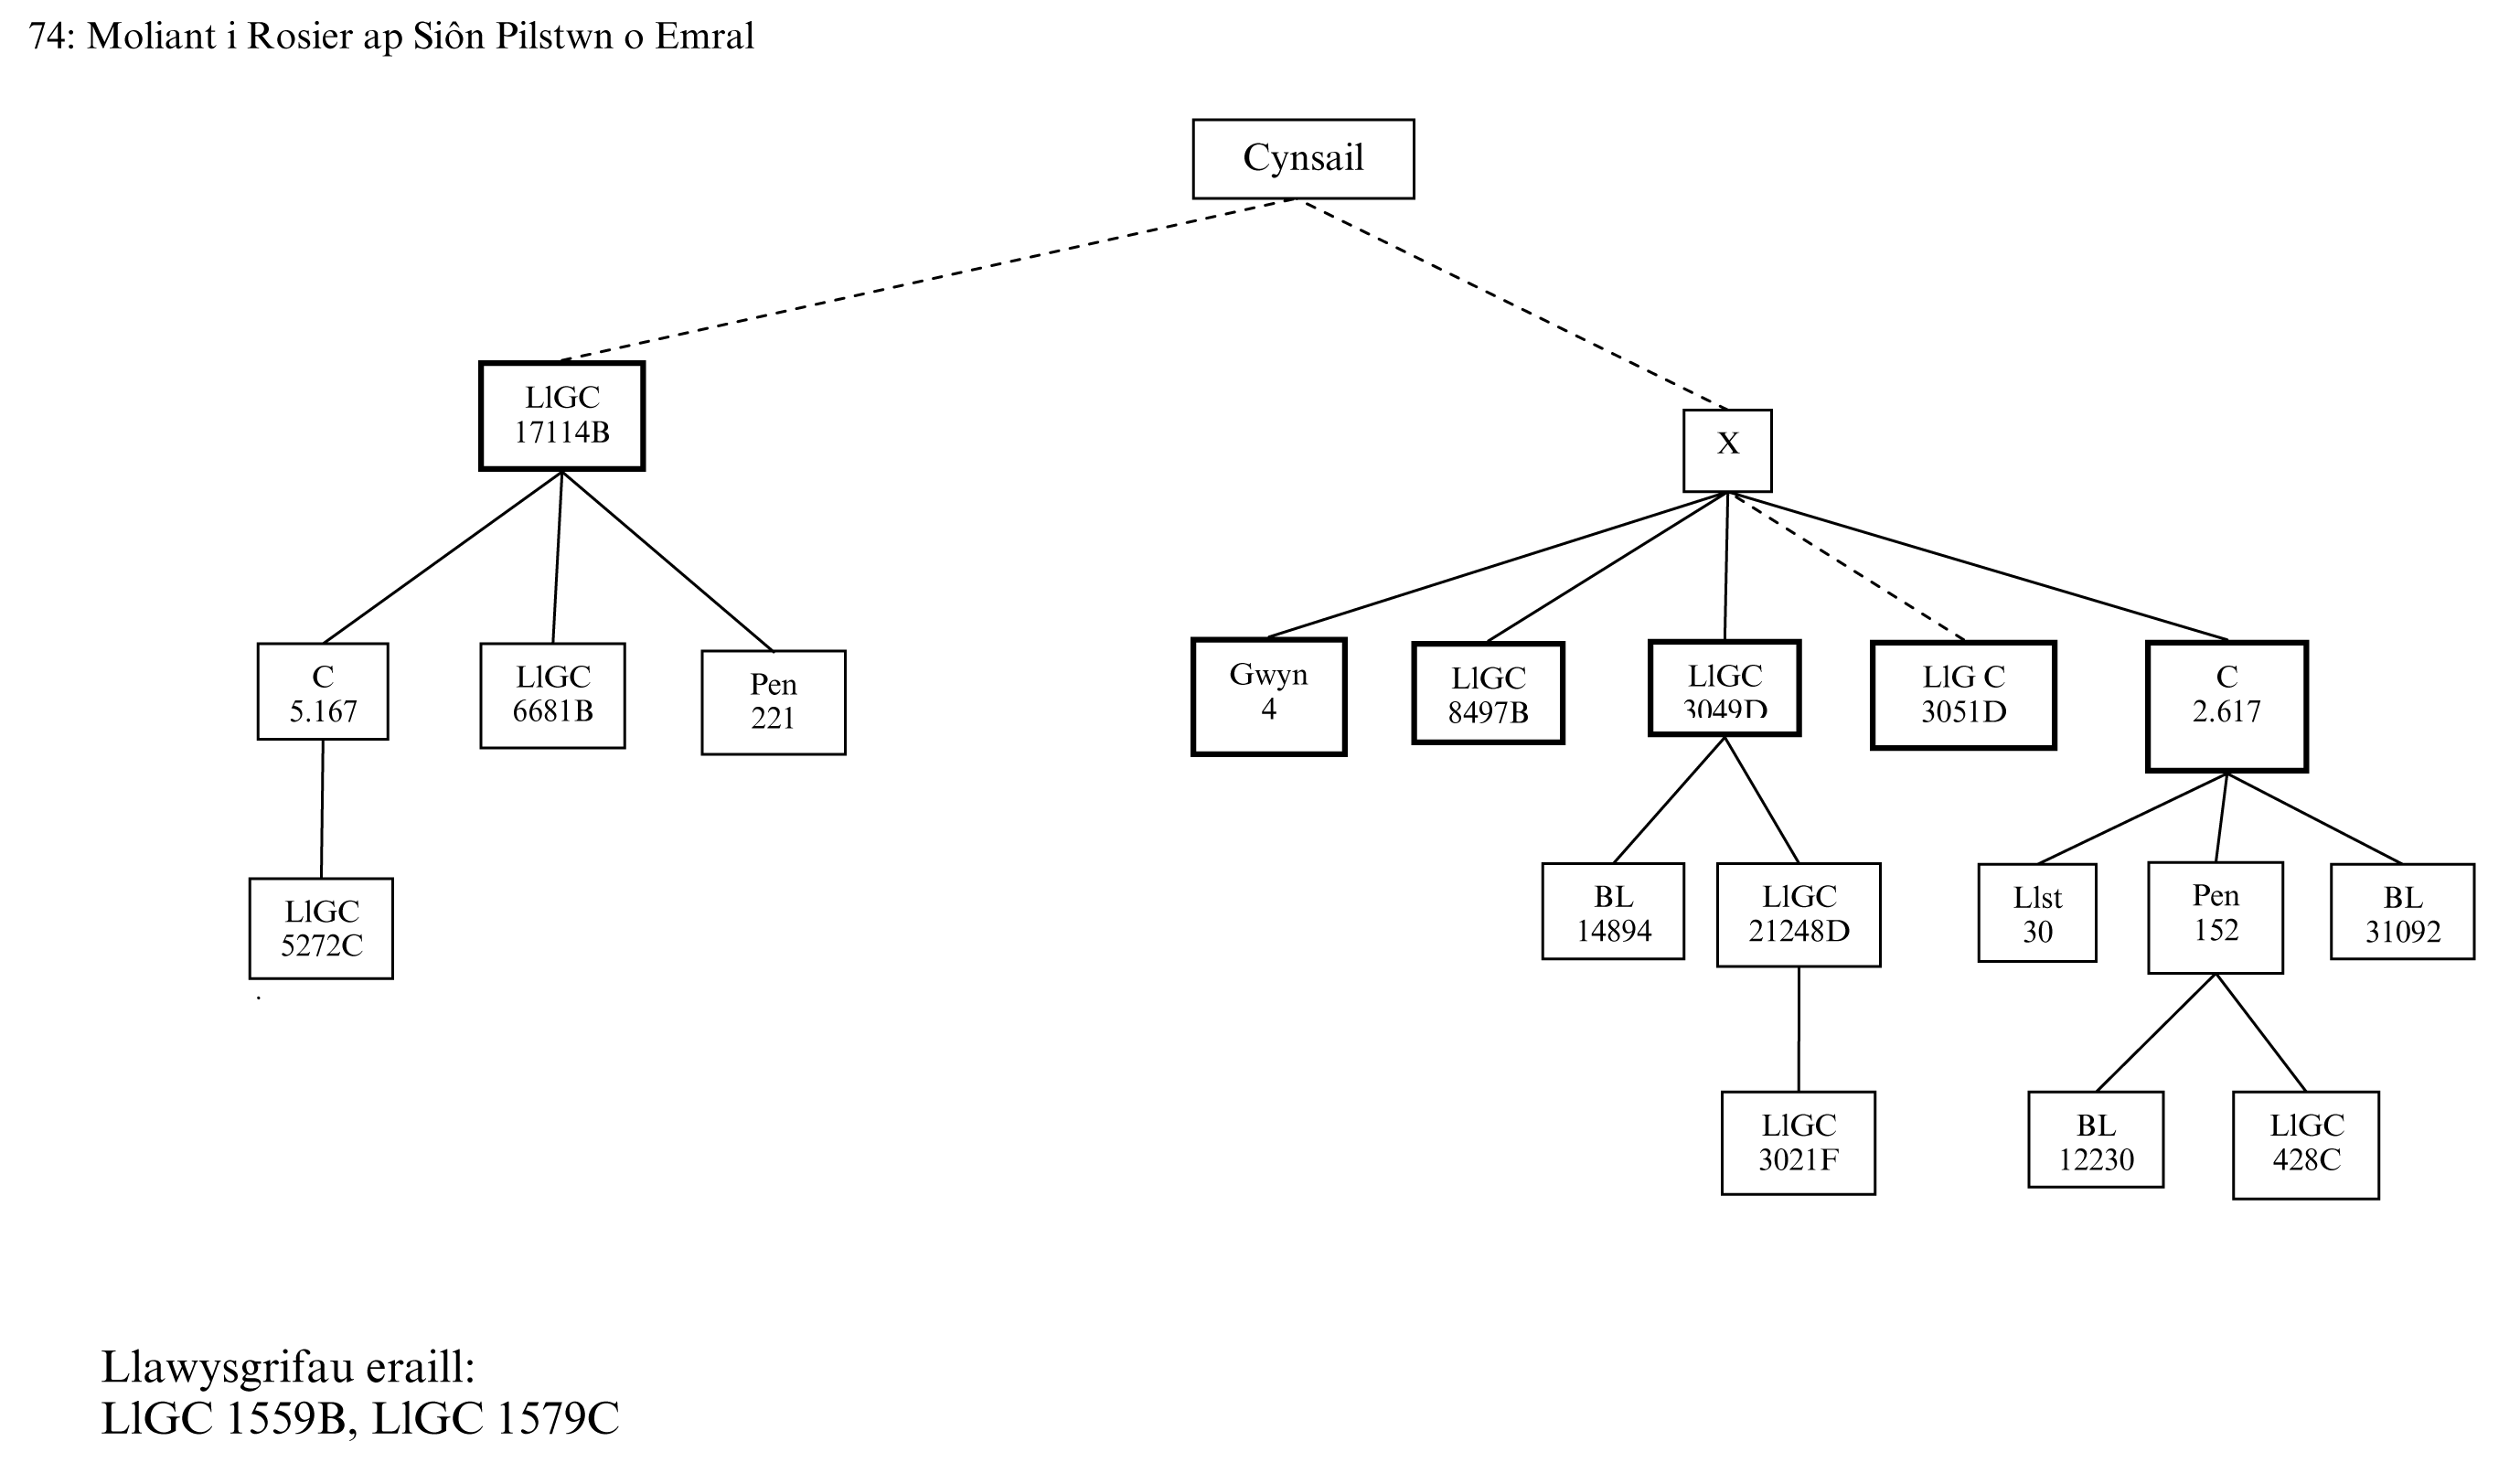 74: Moliant i Rosier ap Siôn Pilstwn o Emral
Cynsail
LlGC
17114B
X
C
5.167
LlGC
6681B
Pen
221
Gwyn
4
LlGC
8497B
LlGC
3049D
LlG C
3051D
C
2.617
LlGC
5272C
.
BL
14894
LlGC
21248D
Llst
30
Pen
152
BL
31092
LlGC
3021F
BL
12230
LlGC
428C
Llawysgrifau eraill:
LlGC 1559B, LlGC 1579C